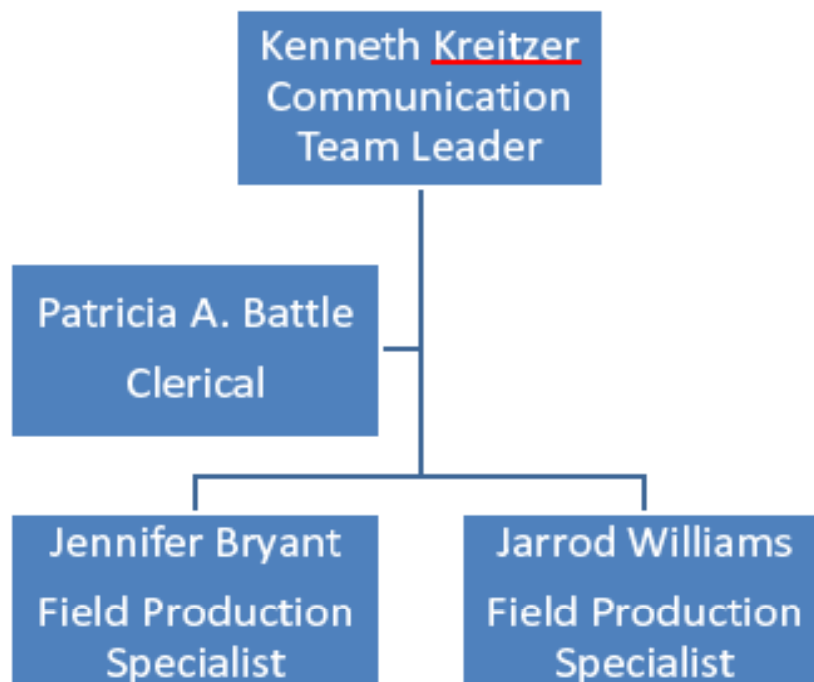 Kenneth Kreitzer
Communication
Team Leader
Patricia A. Battle
Clerical
Jennifer Bryant
Field Production
Specialist
Jarrod Williams
Field Production
Specialist